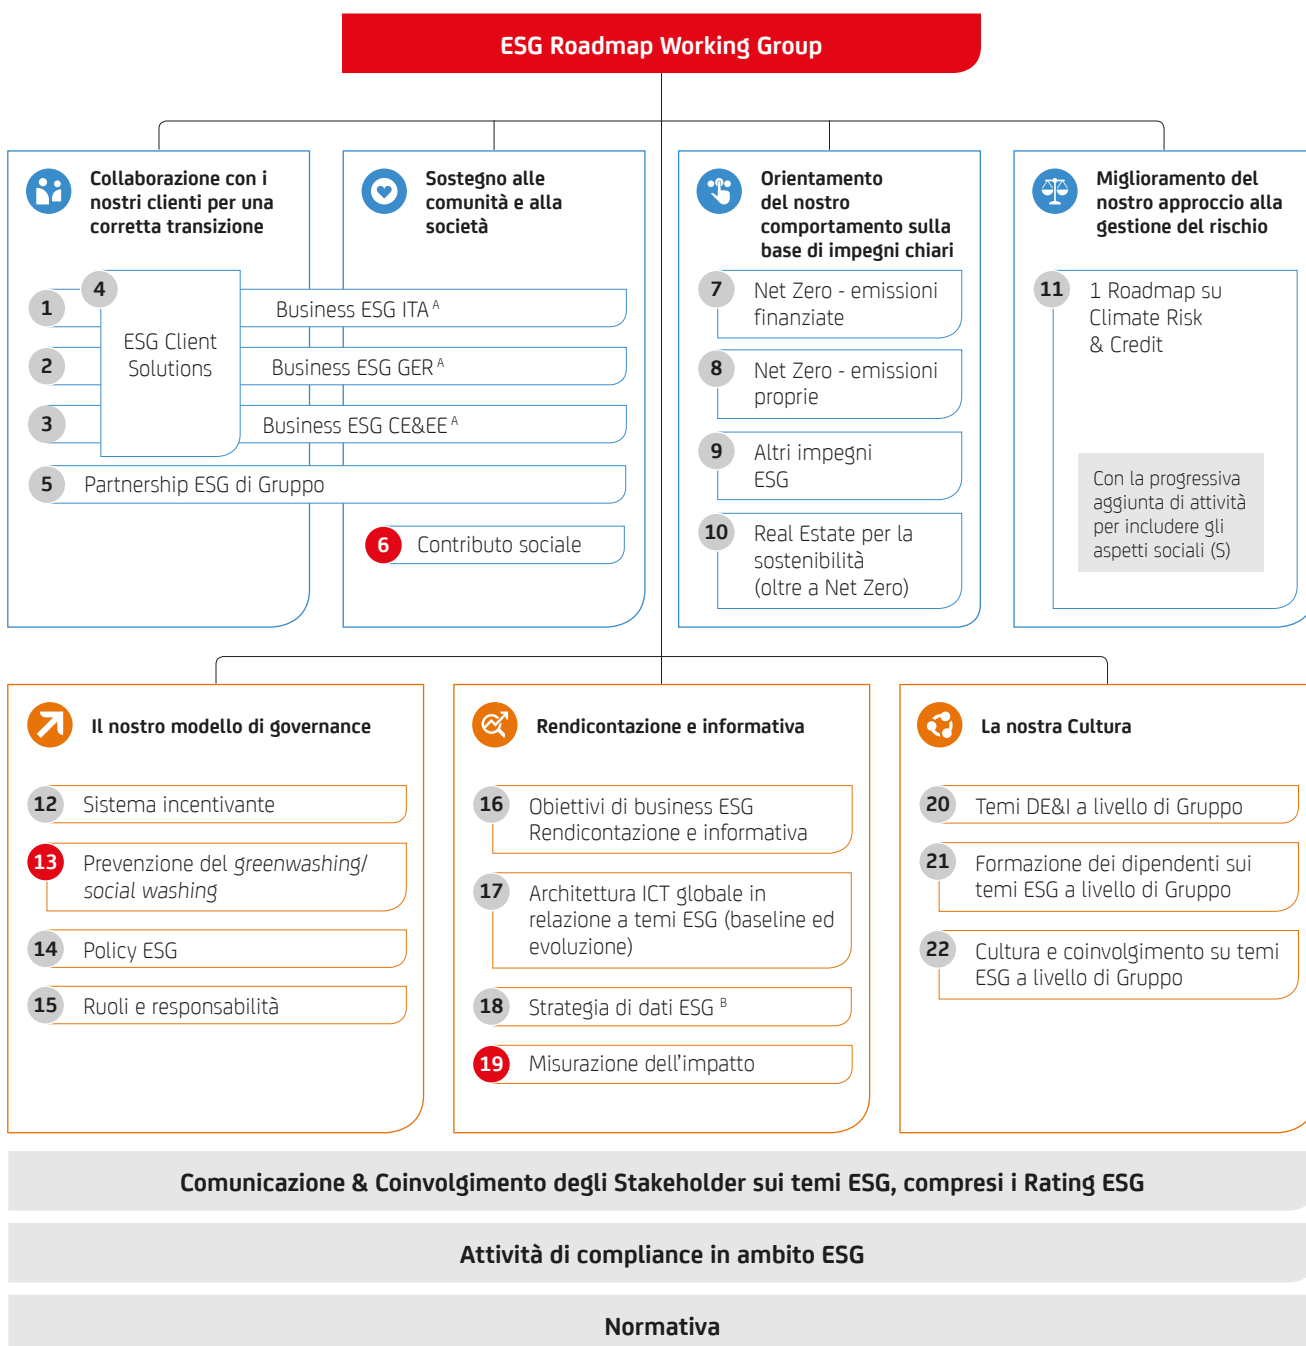 ESG Roadmap Working Group
Collaborazione con i
nostri clienti per una
corretta transizione
Sostegno alle
comunità e alla
società
Orientamento
del nostro
comportamento sulla
base di impegni chiari
Miglioramento del
nostro approccio alla
gestione del rischio
1
Business ESG ITA A
2
Business ESG GER A
3
Business ESG CE&EE A
4
ESG Client
Solutions
5
Partnership ESG di Gruppo
6
Contributo sociale
7
Net Zero - emissioni
finanziate
8
Net Zero - emissioni
proprie
9
Altri impegni
ESG
10
Real Estate per la
sostenibilità
(oltre a Net Zero)
11
1 Roadmap su
Climate Risk
& Credit
Con la progressiva
aggiunta di attività
per includere gli
aspetti sociali (S)
Il nostro modello di governance
12
Sistema incentivante
13
Prevenzione del greenwashing/
social washing
14
Policy ESG
15
Ruoli e responsabilità
Rendicontazione e informativa
16
Obiettivi di business ESG
Rendicontazione e informativa
17
Architettura ICT globale in
relazione a temi ESG (baseline ed
evoluzione)
18
Strategia di dati ESG B
19
Misurazione dell'impatto
La nostra Cultura
20
Temi DE&I a livello di Gruppo
21
Formazione dei dipendenti sui
temi ESG a livello di Gruppo
22
Cultura e coinvolgimento su temi
ESG a livello di Gruppo
Comunicazione & Coinvolgimento degli Stakeholder sui temi ESG, compresi i Rating ESG
Attività di compliance in ambito ESG
Normativa